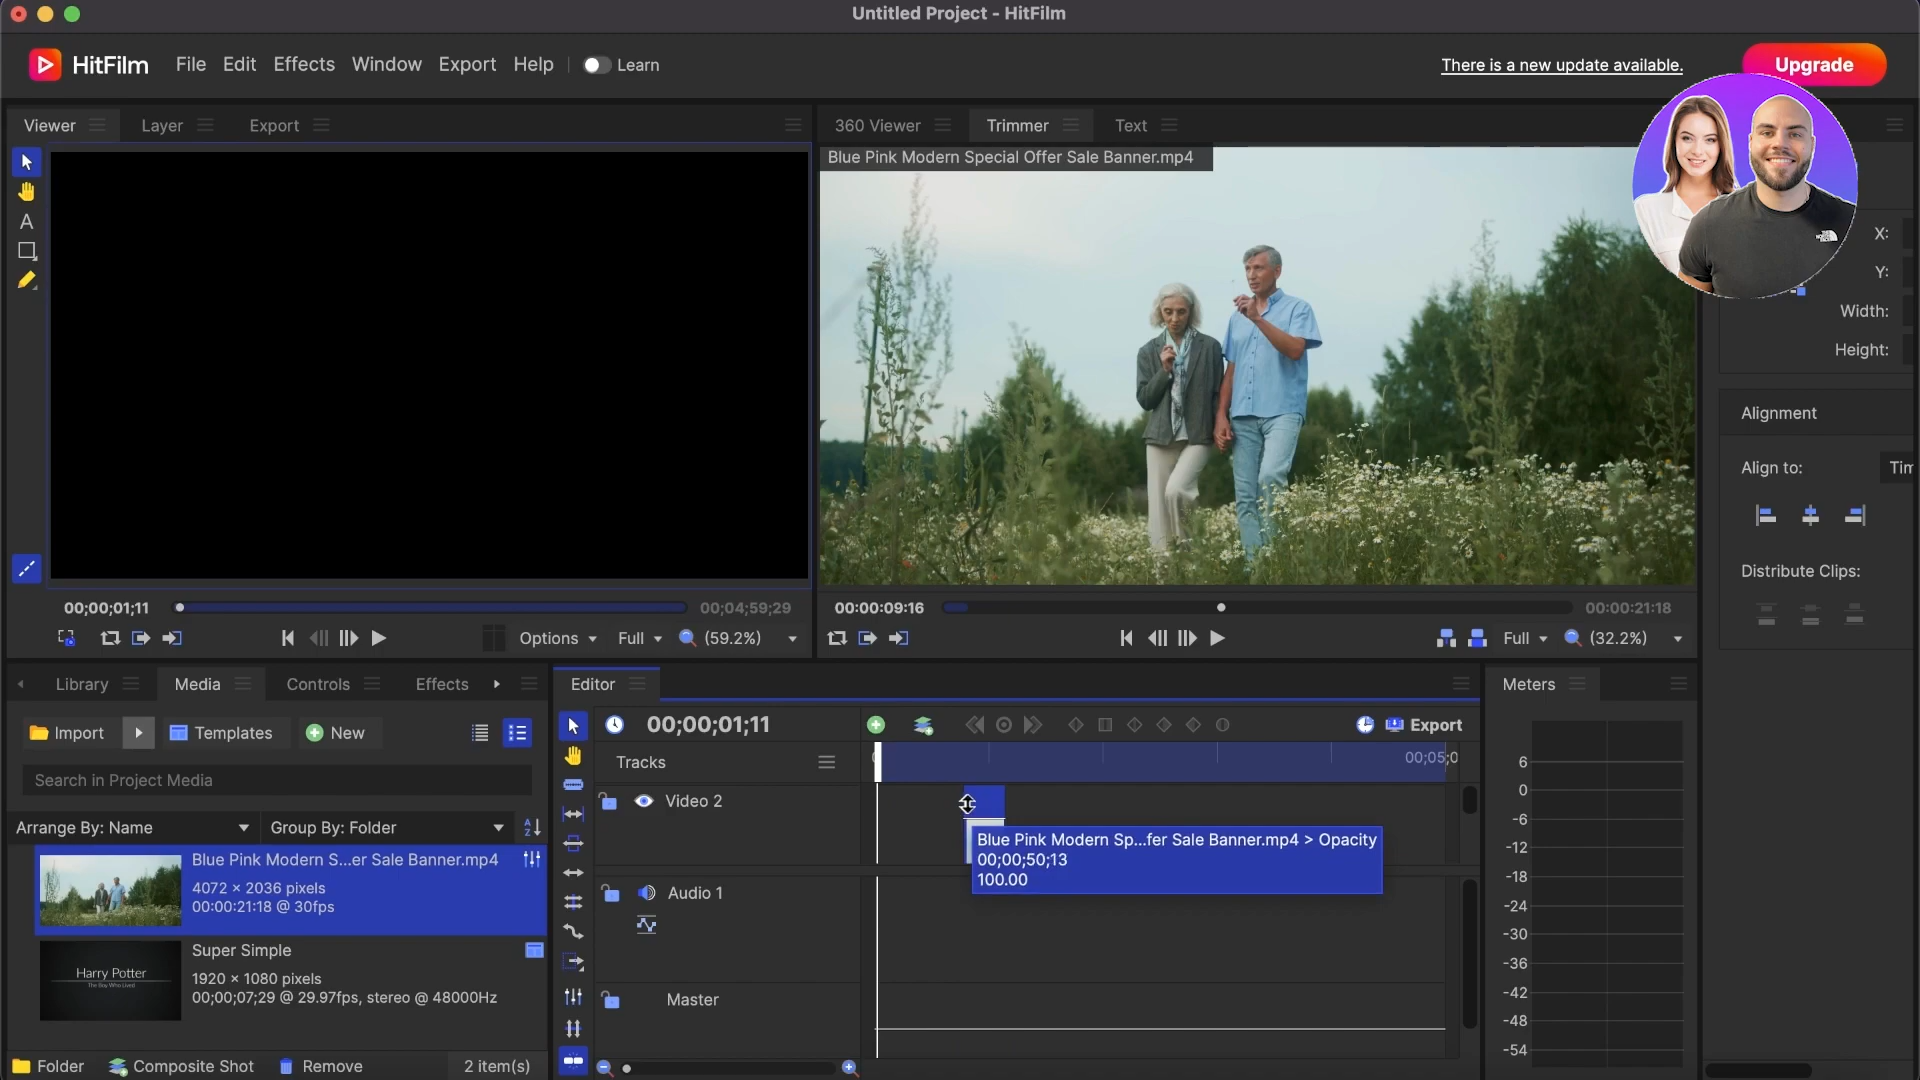 Untitled Project - HitFilm
HitFilm File Edit Effects Window Export Help Learn
There is a new update available. Upgrade
Viewer Layer Export
360 Viewer Trimmer Text
Blue Pink Modern Special Offer Sale Banner.mp4
A
X:
Y:
Width:
Height:
Alignment
Align to: Tim
Distribute Clips:
00;00;01;11 00;04;59;29
00:00:09:16 00:00:21:18
Options Full (59.2%)
Full (32.2%)
Library Media Controls Effects
Editor
Meters
Import Templates New
00;00;01;11
Export
Tracks
00;05;0
Search in Project Media
Video 2
Arrange By: Name Group By: Folder
Blue Pink Modern Sp...fer Sale Banner.mp4 > Opacity
00;00;50;13
100.00
Blue Pink Modern S...er Sale Banner.mp4
4072 × 2036 pixels
00:00:21:18 @ 30fps
Audio 1
Harry Potter
The Boy Who Lived
Super Simple
1920 × 1080 pixels
00;00;07;29 @ 29.97fps, stereo @ 48000Hz
Master
6
0
-6
-12
-18
-24
-30
-36
-42
-48
-54
Folder Composite Shot Remove 2 item(s)